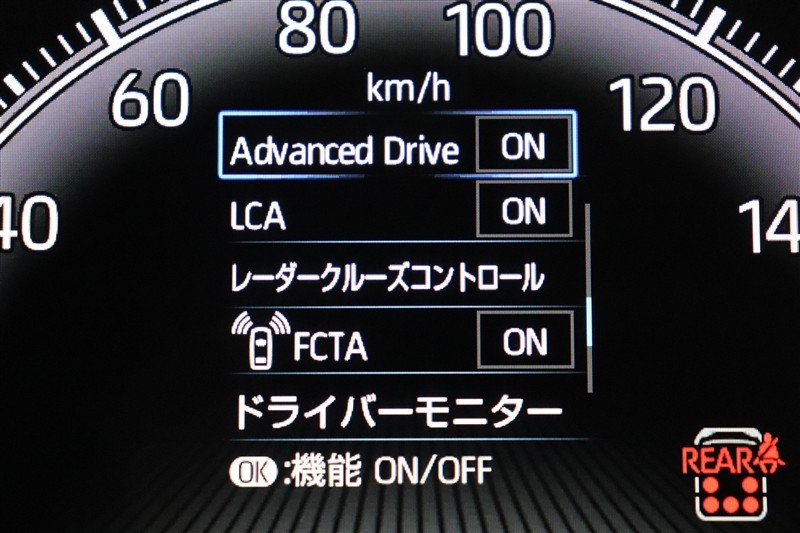 80
100
60
km/h
120
Advanced Drive ON
40
LCA ON
14
レーダークルーズコントロール
FCTA ON
ドライバーモニター
REAR
OK :機能 ON/OFF